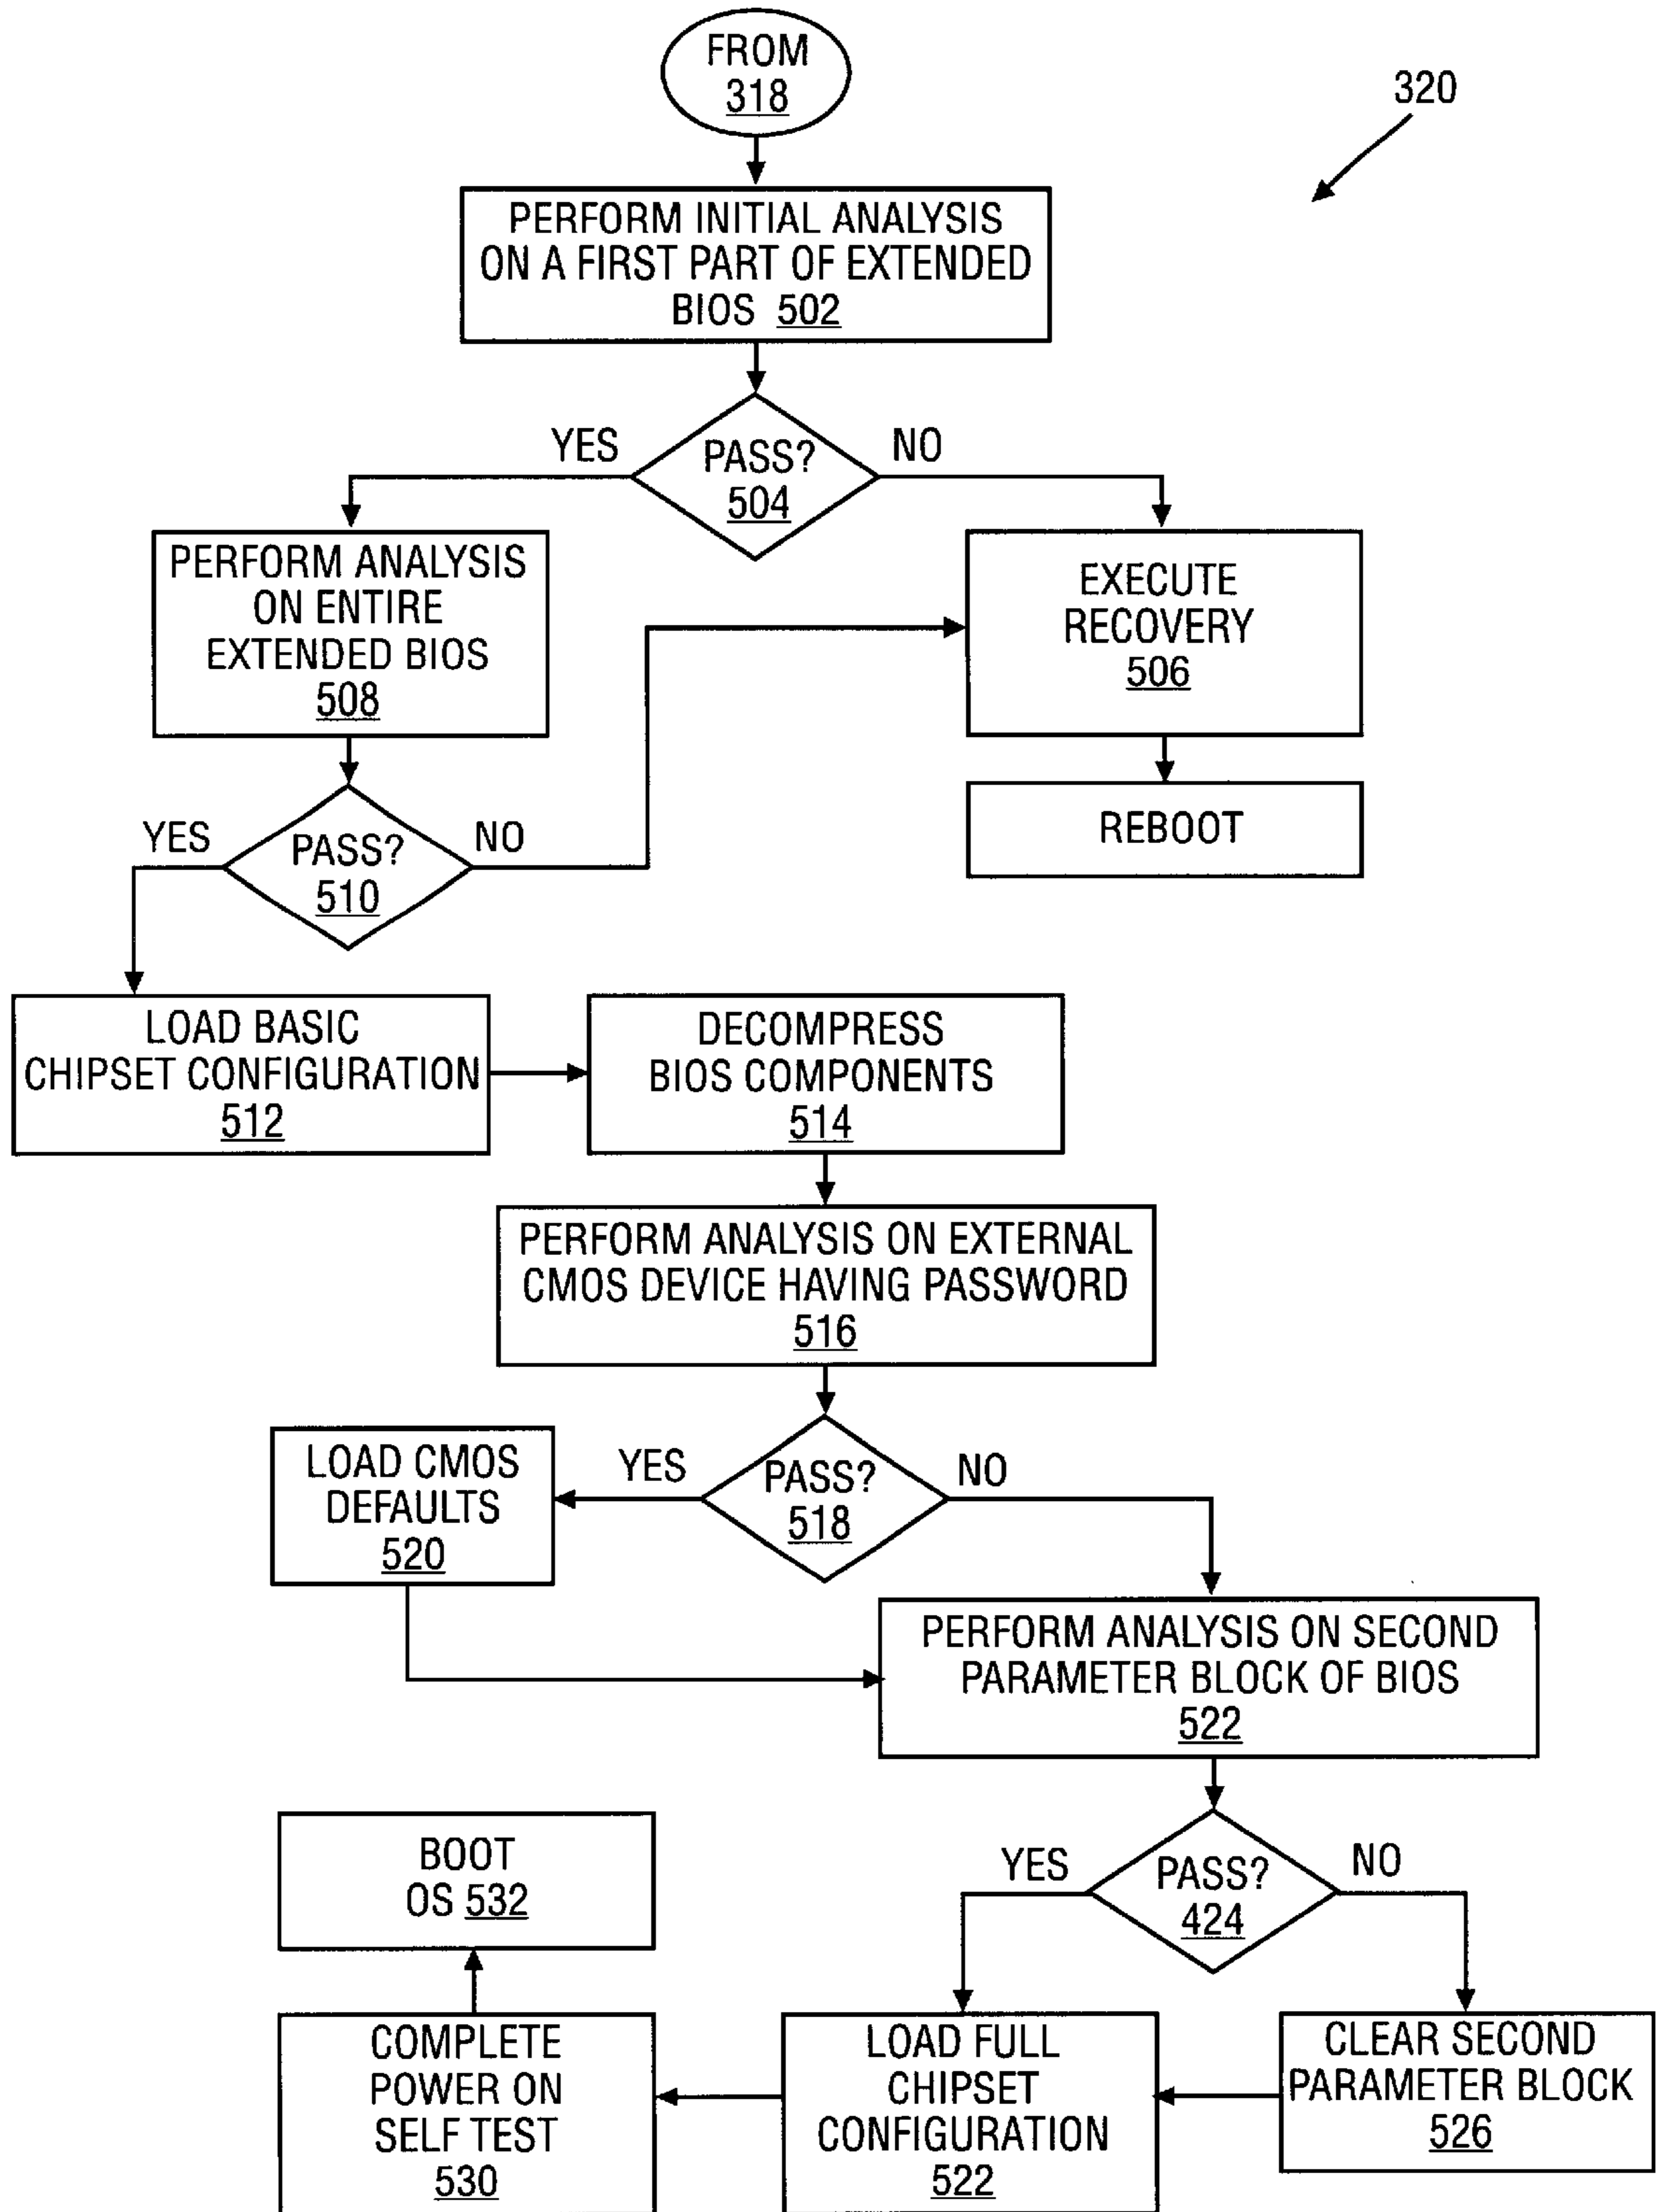 FROM
318
320
PERFORM INITIAL ANALYSIS
ON A FIRST PART OF EXTENDED
BIOS 502
YES
PASS?
504
NO
PERFORM ANALYSIS
ON ENTIRE
EXTENDED BIOS
508
EXECUTE
RECOVERY
506
REBOOT
YES
PASS?
510
NO
LOAD BASIC
CHIPSET CONFIGURATION
512
DECOMPRESS
BIOS COMPONENTS
514
PERFORM ANALYSIS ON EXTERNAL
CMOS DEVICE HAVING PASSWORD
516
YES
PASS?
518
NO
LOAD CMOS
DEFAULTS
520
PERFORM ANALYSIS ON SECOND
PARAMETER BLOCK OF BIOS
522
YES
PASS?
424
NO
BOOT
OS 532
COMPLETE
POWER ON
SELF TEST
530
LOAD FULL
CHIPSET
CONFIGURATION
522
CLEAR SECOND
PARAMETER BLOCK
526